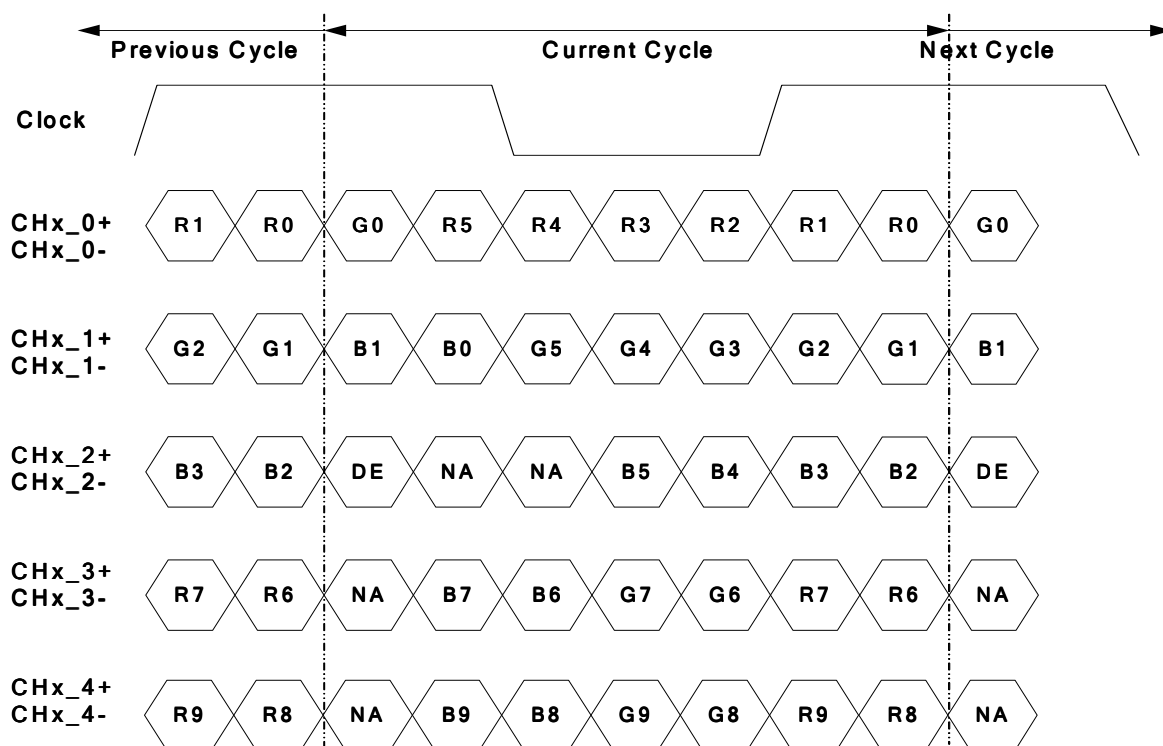 Previous Cycle Current Cycle Next Cycle
Clock
CHx_0+
CHx_0-
R1 R0 G0 R5 R4 R3 R2 R1 R0 G0
CHx_1+
CHx_1-
G2 G1 B1 B0 G5 G4 G3 G2 G1 B1
CHx_2+
CHx_2-
B3 B2 DE NA NA B5 B4 B3 B2 DE
CHx_3+
CHx_3-
R7 R6 NA B7 B6 G7 G6 R7 R6 NA
CHx_4+
CHx_4-
R9 R8 NA B9 B8 G9 G8 R9 R8 NA